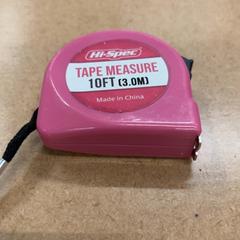 Hi-Spec
TAPE MEASURE
10FT (3.0M)
Made in China